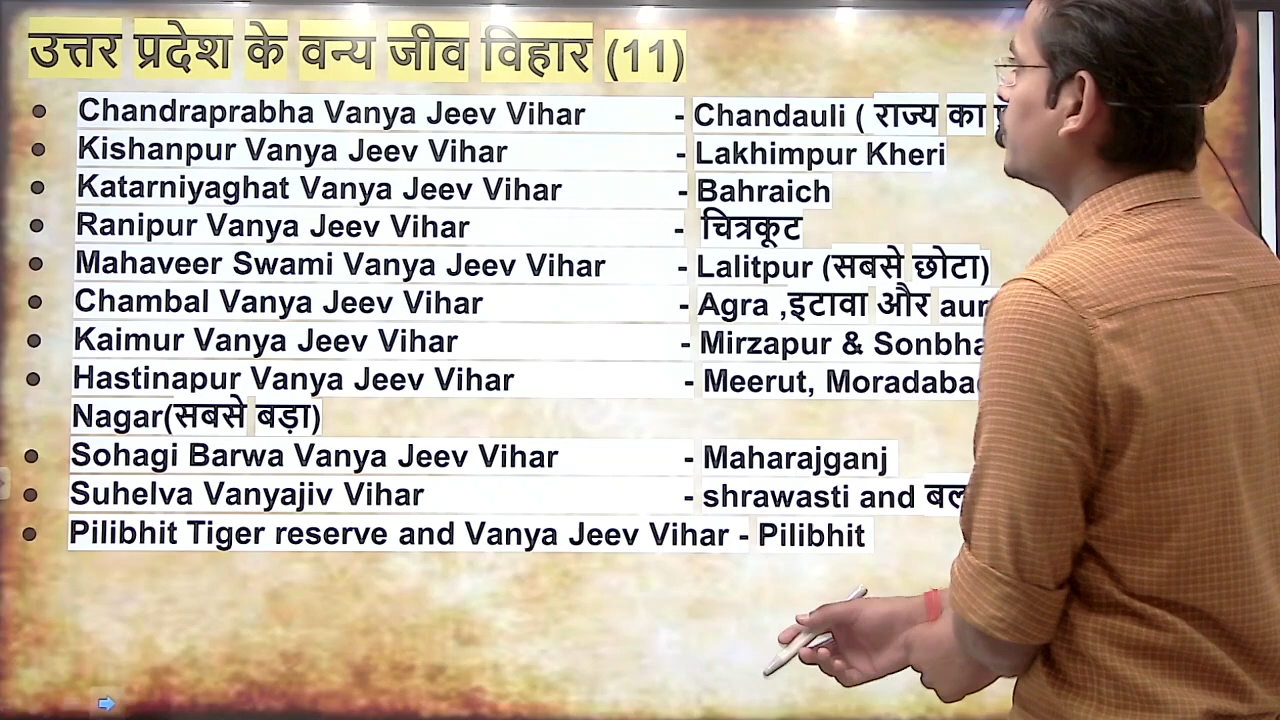 उत्तर प्रदेश के वन्य जीव विहार (11)
Chandraprabha Vanya Jeev Vihar - Chandauli ( राज्य का
Kishanpur Vanya Jeev Vihar - Lakhimpur Kheri
Katarniyaghat Vanya Jeev Vihar - Bahraich
Ranipur Vanya Jeev Vihar - चित्रकूट
Mahaveer Swami Vanya Jeev Vihar - Lalitpur (सबसे छोटा)
Chambal Vanya Jeev Vihar - Agra ,इटावा और
Kaimur Vanya Jeev Vihar - Mirzapur &
Hastinapur Vanya Jeev Vihar - Meerut,
Nagar(सबसे बड़ा)
Sohagi Barwa Vanya Jeev Vihar - Maharajganj
Suhelva Vanyajiv Vihar - shrawasti and
Pilibhit Tiger reserve and Vanya Jeev Vihar - Pilibhit